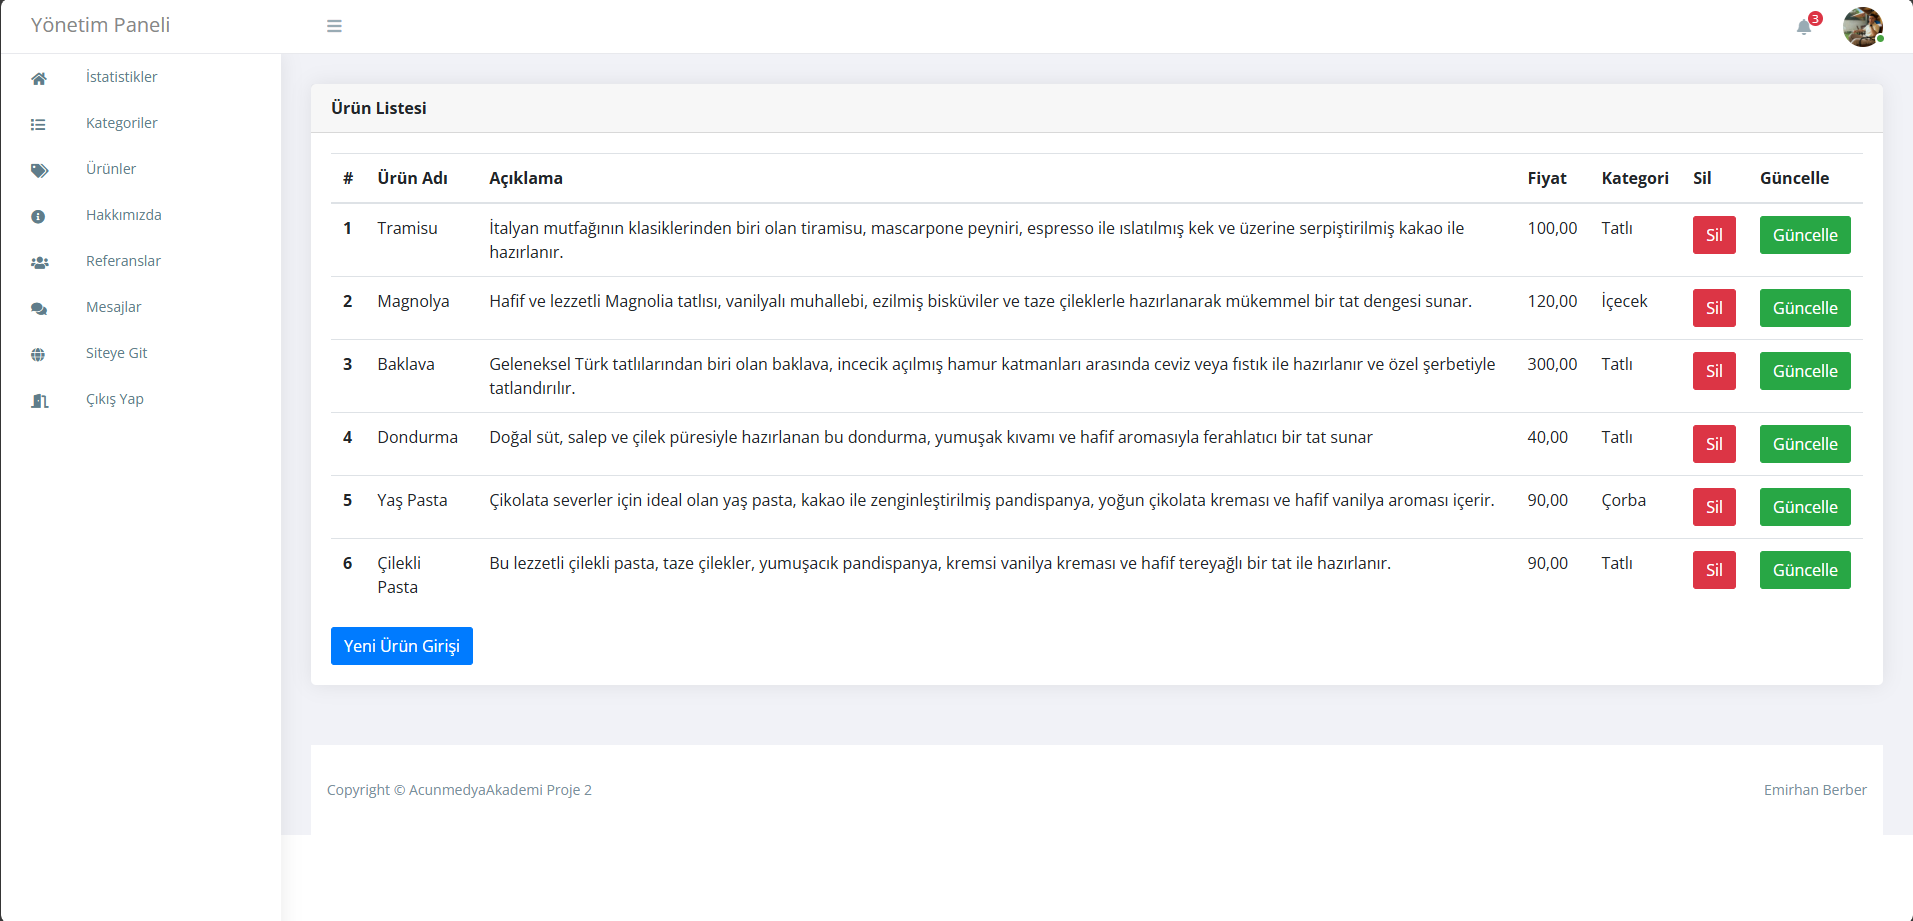 Yönetim Paneli
3
İstatistikler
Kategoriler
Ürünler
Hakkımızda
Referanslar
Mesajlar
Siteye Git
Çıkış Yap
Ürün Listesi
# Ürün Adı Açıklama Fiyat Kategori Sil Güncelle
1 Tramisu İtalyan mutfağının klasiklerinden biri olan tiramisu, mascarpone peyniri, espresso ile ıslatılmış kek ve üzerine serpiştirilmiş kakao ile 100,00 Tatlı Sil Güncelle
hazırlanır.
2 Magnolya Hafif ve lezzetli Magnolia tatlısı, vanilyalı muhallebi, ezilmiş bisküviler ve taze çileklerle hazırlanarak mükemmel bir tat dengesi sunar. 120,00 İçecek Sil Güncelle
3 Baklava Geleneksel Türk tatlılarından biri olan baklava, incecik açılmış hamur katmanları arasında ceviz veya fıstık ile hazırlanır ve özel şerbetiyle 300,00 Tatlı Sil Güncelle
tatlandırılır.
4 Dondurma Doğal süt, salep ve çilek püresiyle hazırlanan bu dondurma, yumuşak kıvamı ve hafif aromasıyla ferahlatıcı bir tat sunar 40,00 Tatlı Sil Güncelle
5 Yaş Pasta Çikolata severler için ideal olan yaş pasta, kakao ile zenginleştirilmiş pandispanya, yoğun çikolata kreması ve hafif vanilya aroması içerir. 90,00 Çorba Sil Güncelle
6 Çilekli Bu lezzetli çilekli pasta, taze çilekler, yumuşacık pandispanya, kremsi vanilya kreması ve hafif tereyağlı bir tat ile hazırlanır. 90,00 Tatlı Sil Güncelle
Pasta
Yeni Ürün Girişi
Copyright © AcunmedyaAkademi Proje 2 Emirhan Berber